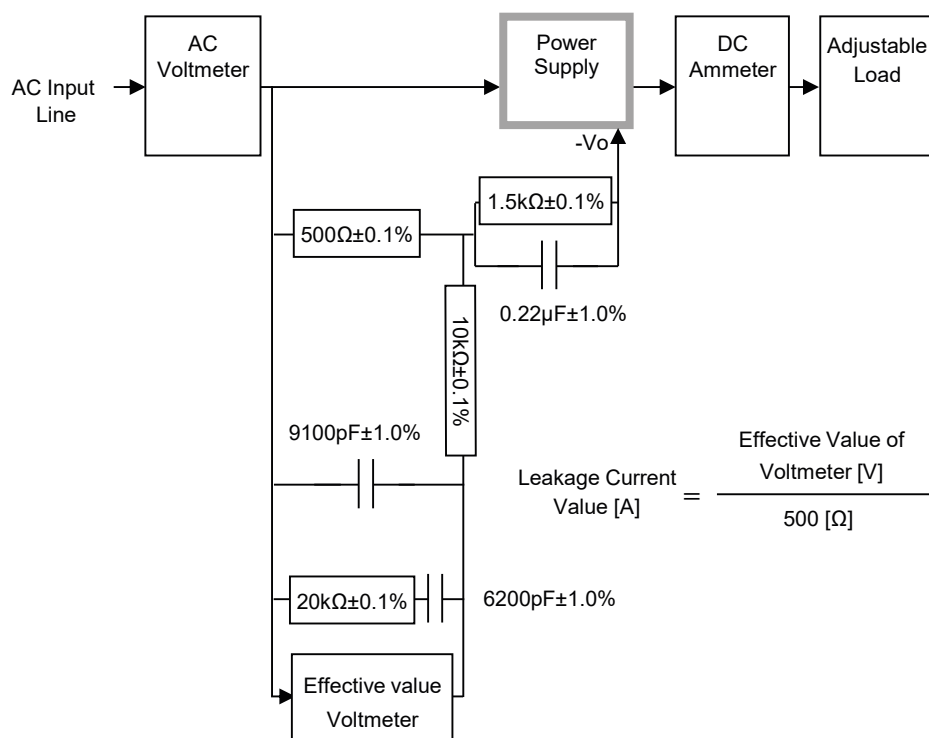 AC Input
Line
AC
Voltmeter
Power
Supply
DC
Ammeter
Adjustable
Load
-Vo
1.5kΩ±0.1%
500Ω±0.1%
0.22μF±1.0%
10kΩ±0.1%
9100pF±1.0%
Leakage Current
Value [A]
=
Effective Value of
Voltmeter [V]
500 [Ω]
20kΩ±0.1%
6200pF±1.0%
Effective value
Voltmeter